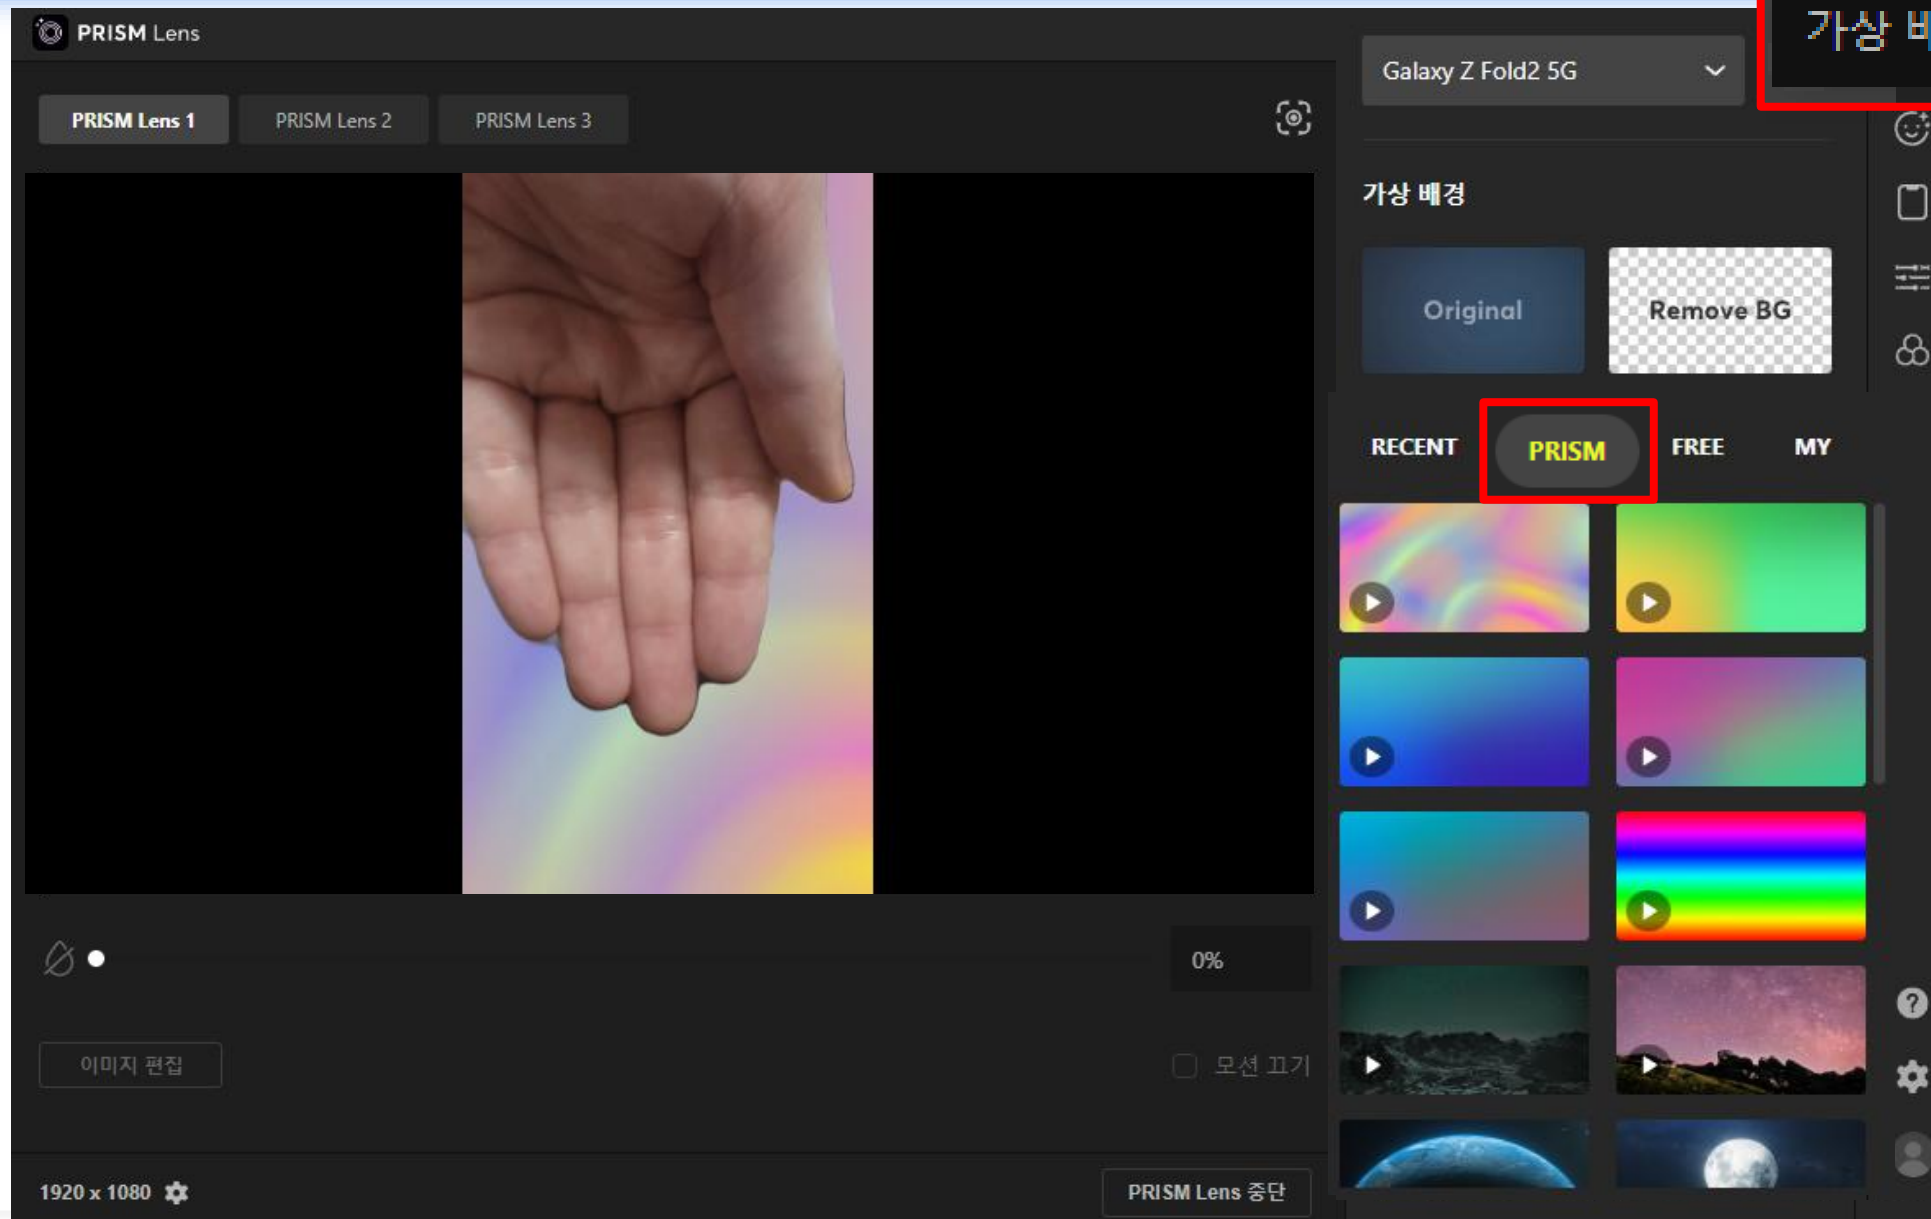 PRISM Lens
Galaxy Z Fold2 5G
가상
PRISM Lens 1
PRISM Lens 2
PRISM Lens 3
가상 배경
Original
Remove BG
RECENT
PRISM
FREE
MY
0%
이미지 편집
모션 끄기
1920 x 1080
PRISM Lens 중단